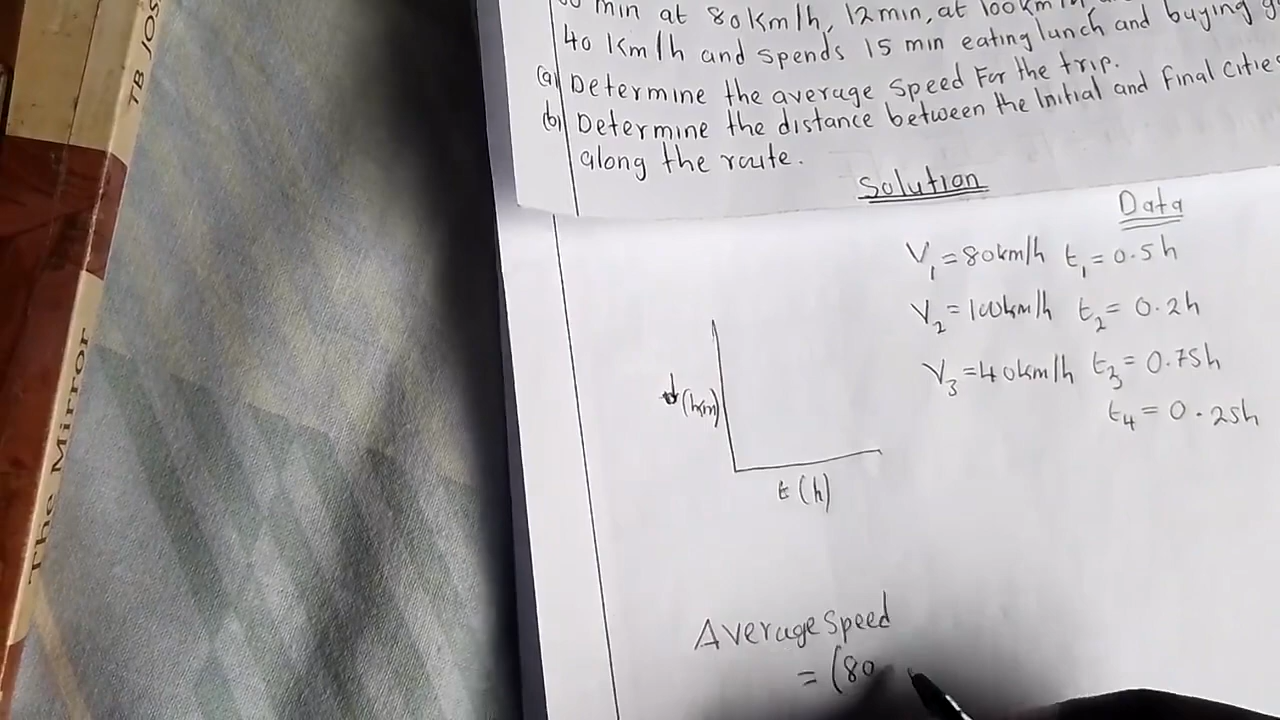 min at 80km/h, 12min, at 100km/h,
40 Km/h and spends 15 min eating lunch and buying
(a) Determine the average speed For the trip.
(b) Determine the distance between the Initial and final Cities
along the route.
Solution
Data
V1 = 80km/h t1 = 0.5h
V2 = 100km/h t2 = 0.2h
V3 = 40km/h t3 = 0.75h
t4 = 0.25h
(km)
t (h)
Average Speed
= (80
The Mirror
TB JOS